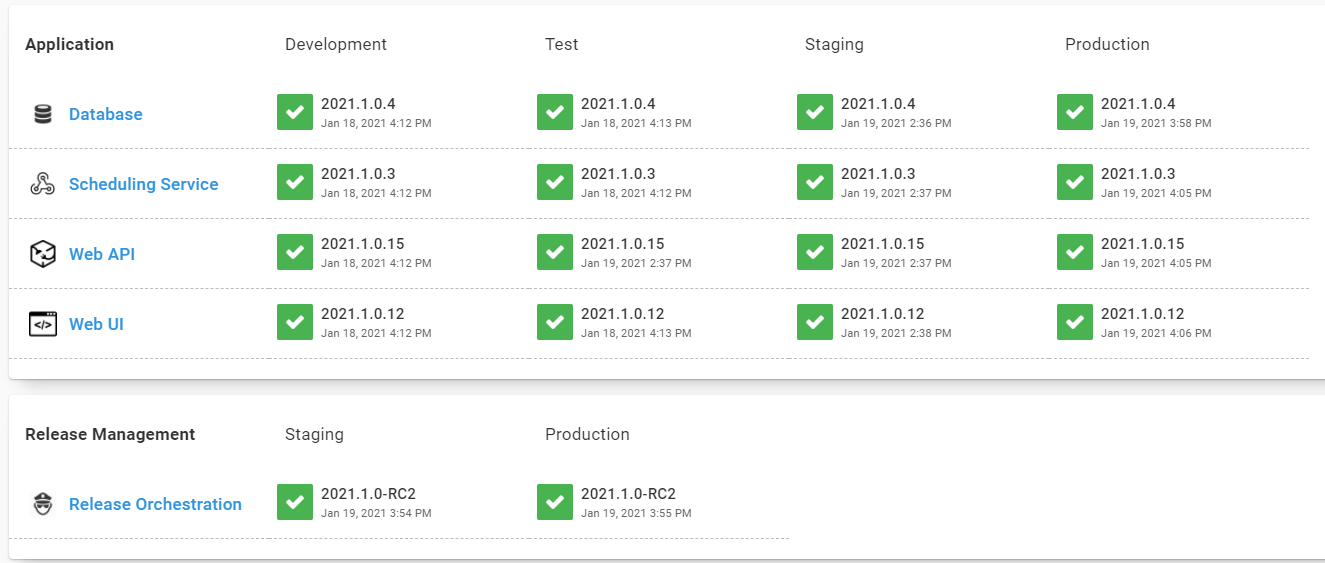 Application Development Test Staging Production
Database 2021.1.0.4 2021.1.0.4 2021.1.0.4 2021.1.0.4
Jan 18, 2021 4:12 PM Jan 18, 2021 4:13 PM Jan 19, 2021 2:36 PM Jan 19, 2021 3:58 PM
Scheduling Service 2021.1.0.3 2021.1.0.3 2021.1.0.3 2021.1.0.3
Jan 18, 2021 4:12 PM Jan 18, 2021 4:12 PM Jan 19, 2021 2:37 PM Jan 19, 2021 4:05 PM
Web API 2021.1.0.15 2021.1.0.15 2021.1.0.15 2021.1.0.15
Jan 18, 2021 4:12 PM Jan 19, 2021 2:37 PM Jan 19, 2021 2:37 PM Jan 19, 2021 4:05 PM
Web UI 2021.1.0.12 2021.1.0.12 2021.1.0.12 2021.1.0.12
Jan 18, 2021 4:12 PM Jan 18, 2021 4:13 PM Jan 19, 2021 2:38 PM Jan 19, 2021 4:06 PM
Release Management Staging Production
Release Orchestration 2021.1.0-RC2 2021.1.0-RC2
Jan 19, 2021 3:54 PM Jan 19, 2021 3:55 PM